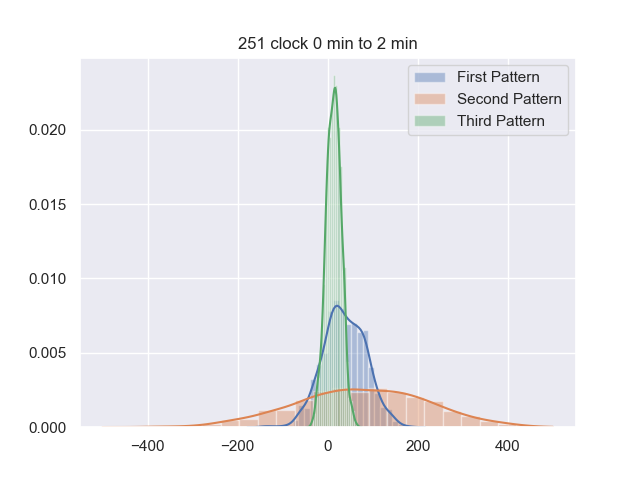 251 clock 0 min to 2 min
First Pattern
Second Pattern
Third Pattern
0.020
0.015
0.010
0.005
0.000
−400 −200 0 200 400